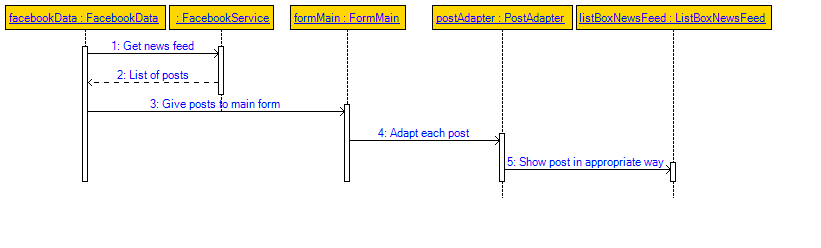 facebookData : FacebookData
: FacebookService
formMain : FormMain
postAdapter : PostAdapter
listBoxNewsFeed : ListBoxNewsFeed
1: Get news feed
2: List of posts
3: Give posts to main form
4: Adapt each post
5: Show post in appropriate way